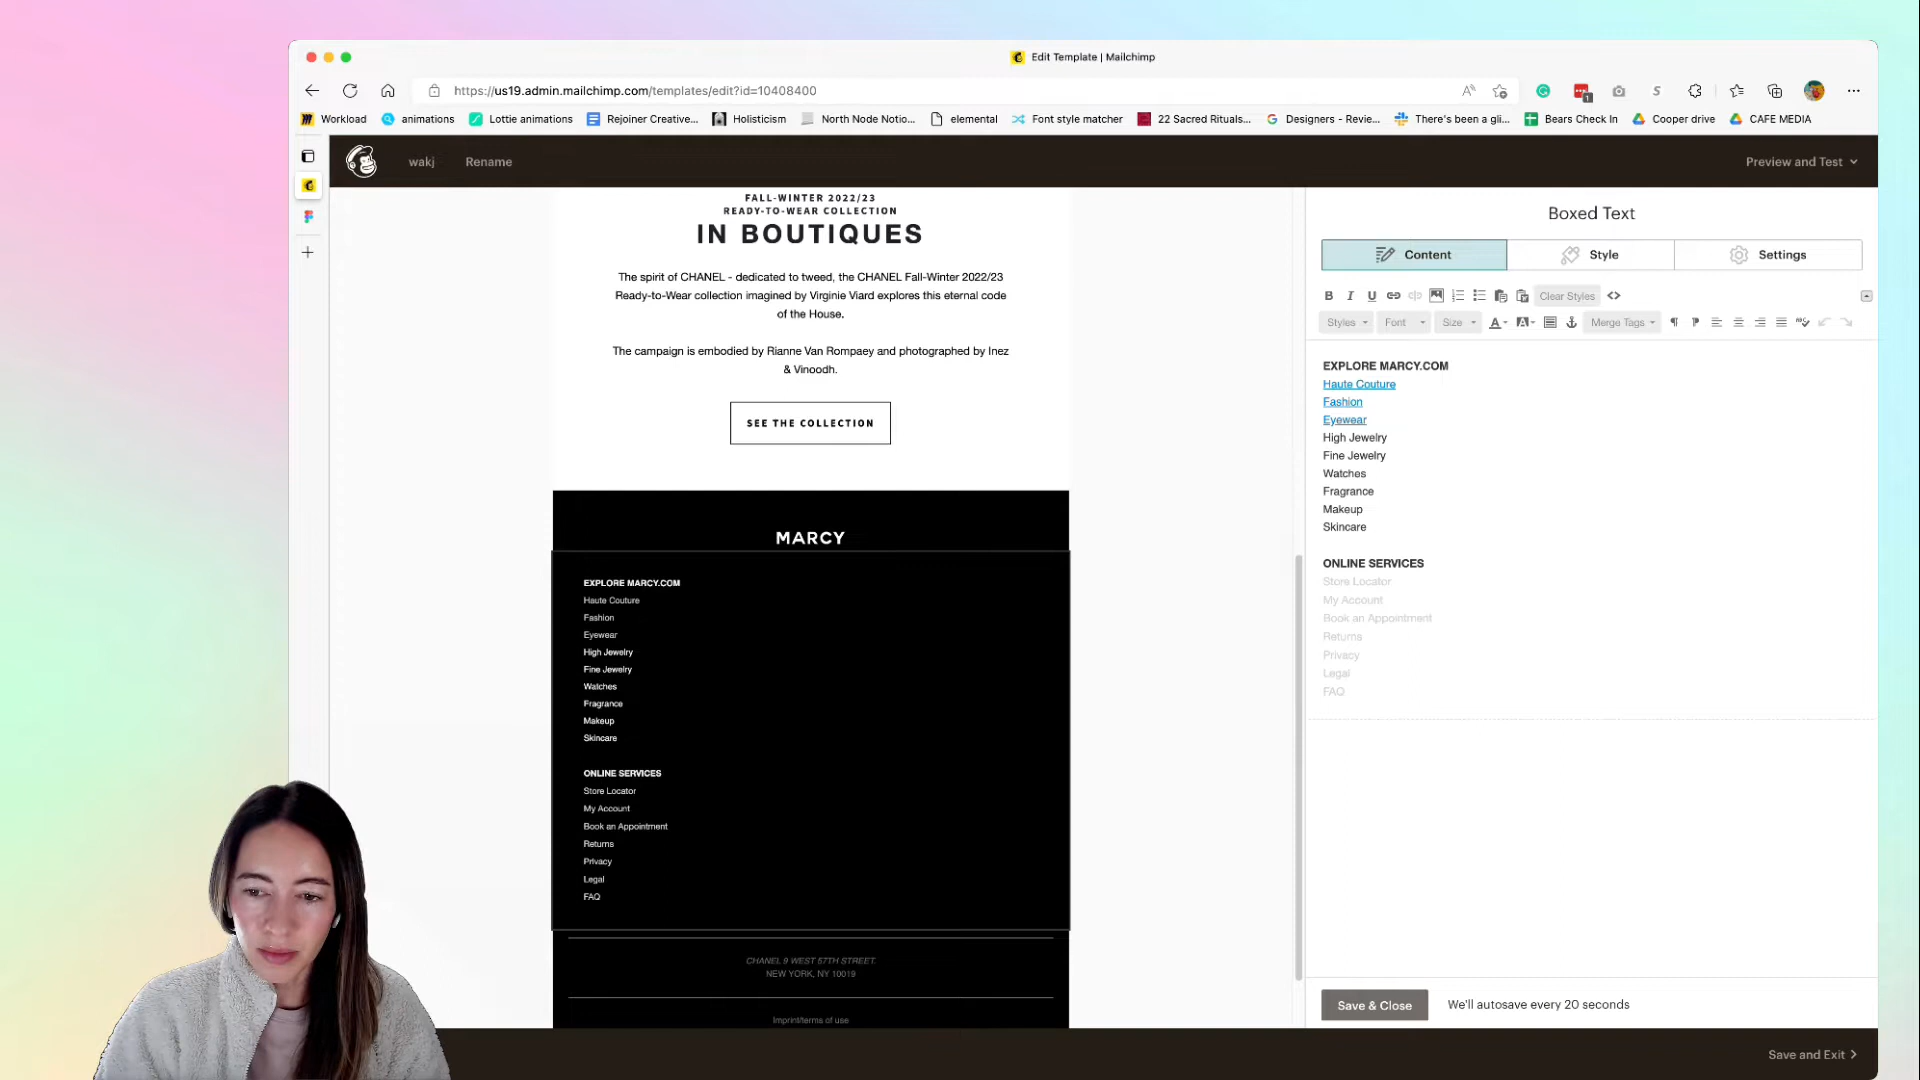 Edit Template | Mailchimp
https://us19.admin.mailchimp.com/templates/edit?id=10408400
Workload
animations
Lottie animations
Rejoiner Creative...
Holisticism
North Node Notio...
elemental
Font style matcher
22 Sacred Rituals...
Designers - Revie...
There's been a gli...
Bears Check In
Cooper drive
CAFE MEDIA
wakj
Rename
Preview and Test
FALL-WINTER 2022/23
READY-TO-WEAR COLLECTION
IN BOUTIQUES
The spirit of CHANEL - dedicated to tweed, the CHANEL Fall-Winter 2022/23
Ready-to-Wear collection imagined by Virginie Viard explores this eternal code
of the House.
The campaign is embodied by Rianne Van Rompaey and photographed by Inez
& Vinoodh.
SEE THE COLLECTION
MARCY
EXPLORE MARCY.COM
Haute Couture
Fashion
Eyewear
High Jewelry
Fine Jewelry
Watches
Fragrance
Makeup
Skincare
ONLINE SERVICES
Store Locator
My Account
Book an Appointment
Returns
Privacy
Legal
FAQ
CHANEL 9 WEST 57TH STREET.
NEW YORK, NY 10019
Imprint/terms of use
Boxed Text
Content
Style
Settings
B I U
Clear Styles
Styles
Font
Size
A
A
Merge Tags
EXPLORE MARCY.COM
Haute Couture
Fashion
Eyewear
High Jewelry
Fine Jewelry
Watches
Fragrance
Makeup
Skincare
ONLINE SERVICES
Store Locator
My Account
Book an Appointment
Returns
Privacy
Legal
FAQ
Save & Close
We'll autosave every 20 seconds
Save and Exit